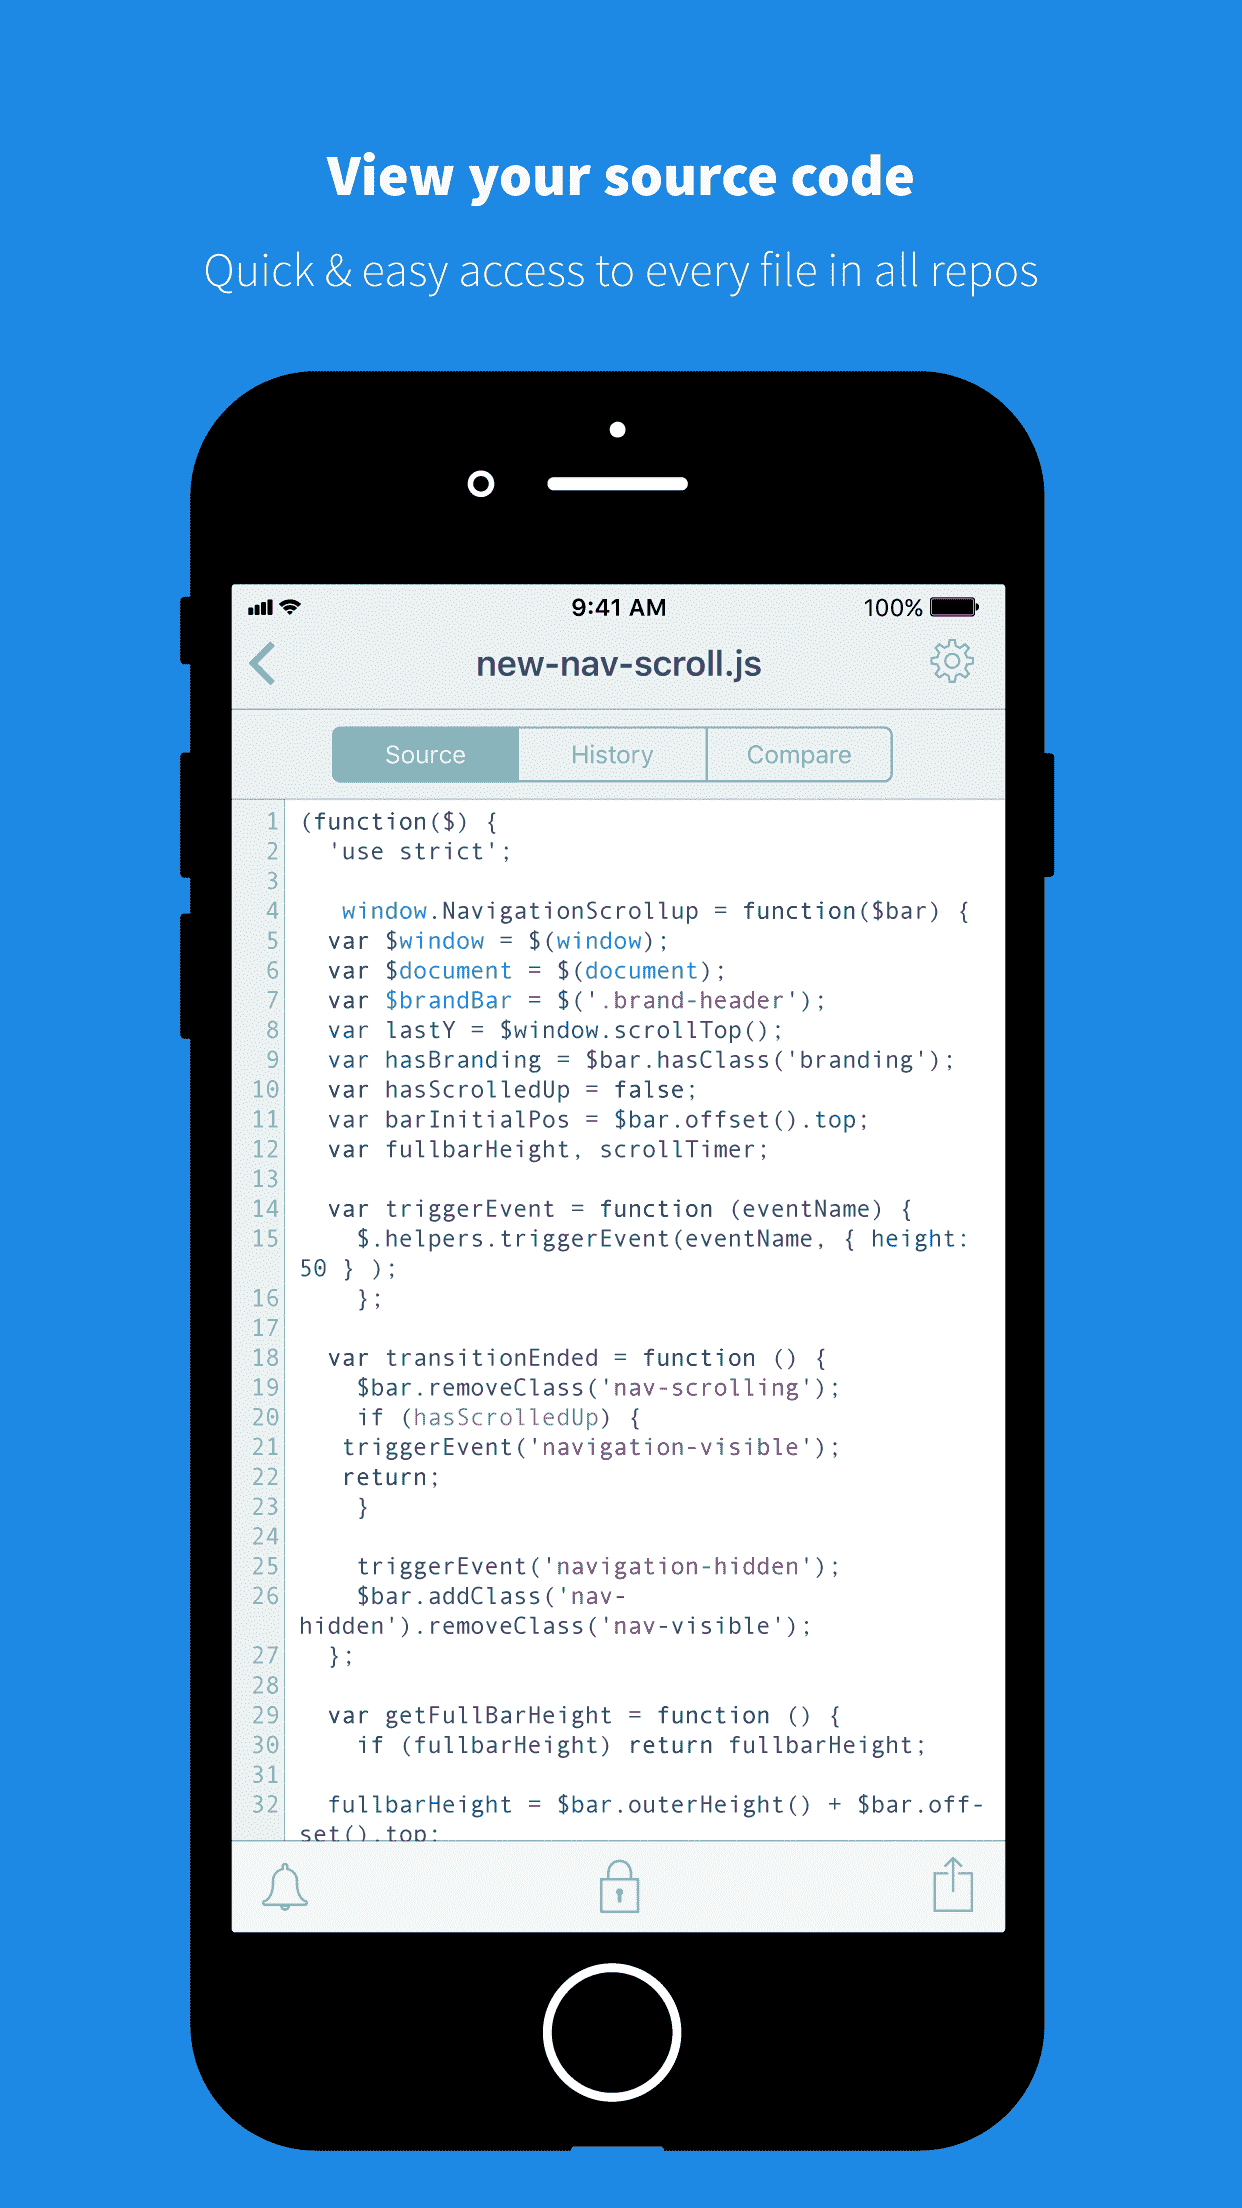 View your source code
Quick & easy access to every file in all repos
9:41 AM 100%
new-nav-scroll.js
Source History Compare
1 (function($) {
2 'use strict';
3
4 window.NavigationScrollup = function($bar) {
5 var $window = $(window);
6 var $document = $(document);
7 var $brandBar = $('.brand-header');
8 var lastY = $window.scrollTop();
9 var hasBranding = $bar.hasClass('branding');
10 var hasScrolledUp = false;
11 var barInitialPos = $bar.offset().top;
12 var fullbarHeight, scrollTimer;
13
14 var triggerEvent = function (eventName) {
15 $.helpers.triggerEvent(eventName, { height:
50 } );
16 };
17
18 var transitionEnded = function () {
19 $bar.removeClass('nav-scrolling');
20 if (hasScrolledUp) {
21 triggerEvent('navigation-visible');
22 return;
23 }
24
25 triggerEvent('navigation-hidden');
26 $bar.addClass('nav-
hidden').removeClass('nav-visible');
27 };
28
29 var getFullBarHeight = function () {
30 if (fullbarHeight) return fullbarHeight;
31
32 fullbarHeight = $bar.outerHeight() + $bar.off-
set().top;